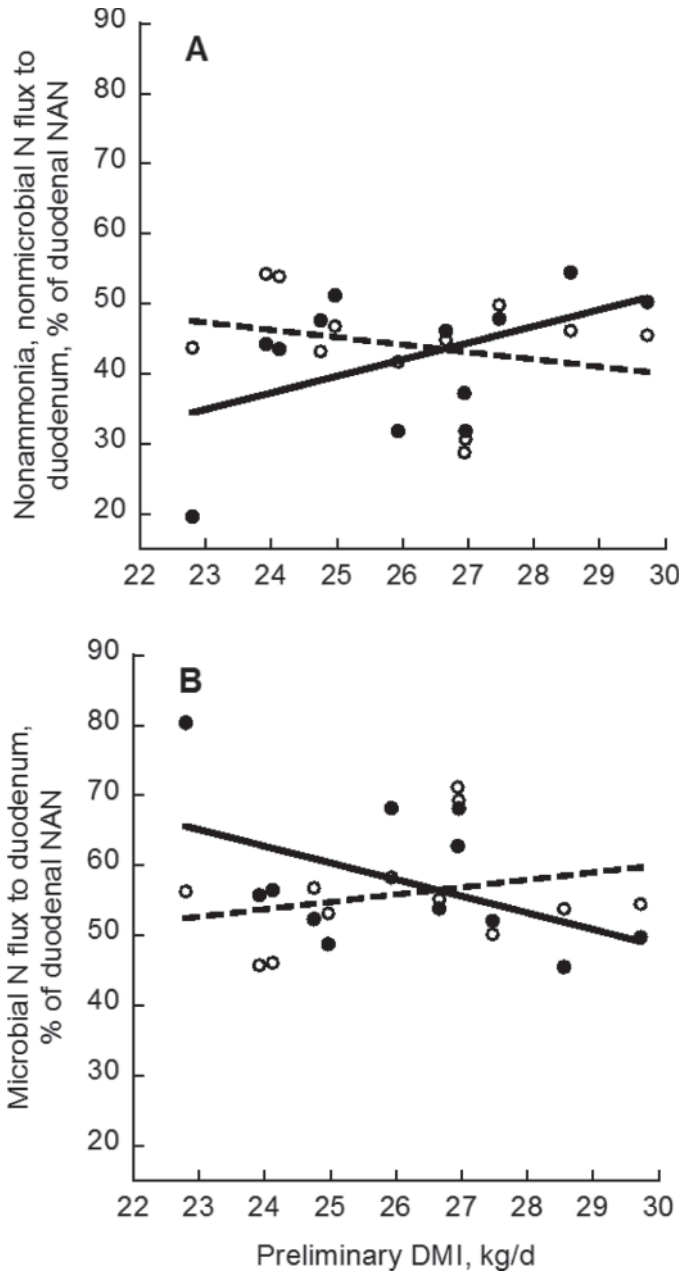 A
90
80
70
60
50
40
30
20
Nonammonia, nonmicrobial N flux to
duodenum, % of duodenal NAN
22 23 24 25 26 27 28 29 30
B
90
80
70
60
50
40
30
20
Microbial N flux to duodenum,
% of duodenal NAN
22 23 24 25 26 27 28 29 30
Preliminary DMI, kg/d